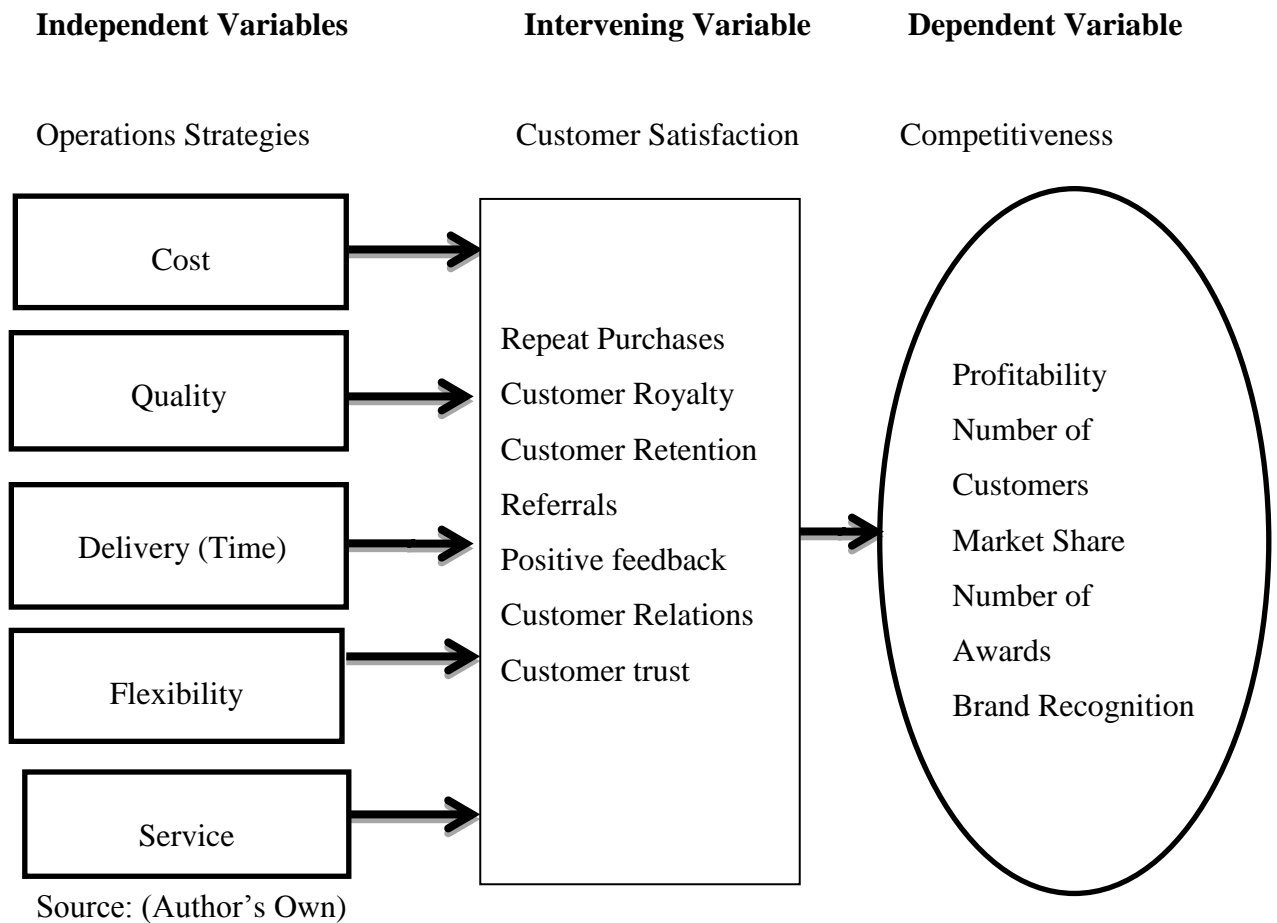 Independent Variables
Intervening Variable
Dependent Variable
Operations Strategies
Customer Satisfaction
Competitiveness
Cost
Quality
Delivery (Time)
Flexibility
Service
Repeat Purchases
Customer Royalty
Customer Retention
Referrals
Positive feedback
Customer Relations
Customer trust
Profitability
Number of
Customers
Market Share
Number of
Awards
Brand Recognition
Source: (Author’s Own)